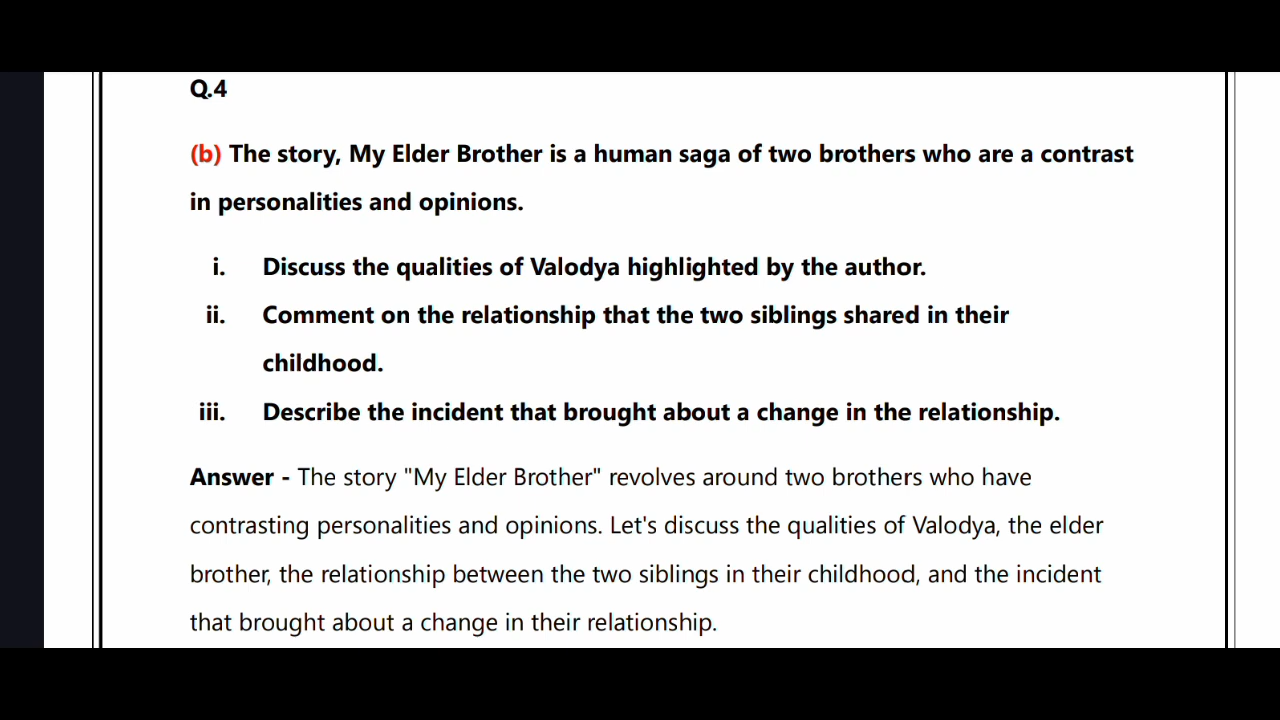 Q.4
(b) The story, My Elder Brother is a human saga of two brothers who are a contrast
in personalities and opinions.
i. Discuss the qualities of Valodya highlighted by the author.
ii. Comment on the relationship that the two siblings shared in their
childhood.
iii. Describe the incident that brought about a change in the relationship.
Answer - The story "My Elder Brother" revolves around two brothers who have
contrasting personalities and opinions. Let's discuss the qualities of Valodya, the elder
brother, the relationship between the two siblings in their childhood, and the incident
that brought about a change in their relationship.